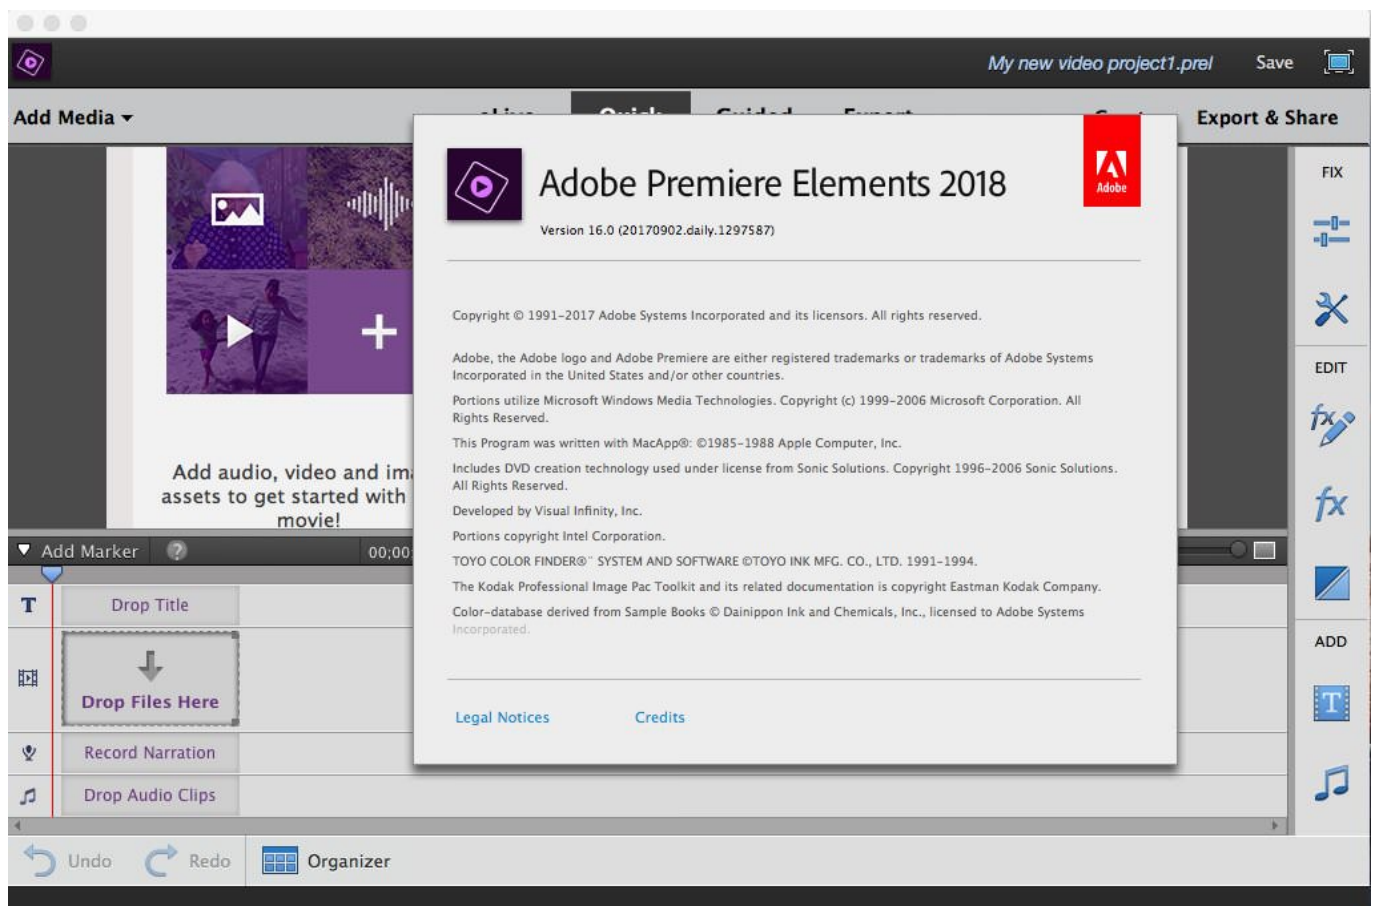 My new video project1.prel
Save
Add Media
Export & Share
Adobe Premiere Elements 2018
Adobe
Version 16.0 (20170902.daily.1297587)
Copyright © 1991-2017 Adobe Systems Incorporated and its licensors. All rights reserved.
Adobe, the Adobe logo and Adobe Premiere are either registered trademarks or trademarks of Adobe Systems
Incorporated in the United States and/or other countries.
Portions utilize Microsoft Windows Media Technologies. Copyright (c) 1999-2006 Microsoft Corporation. All
Rights Reserved.
This Program was written with MacApp®: ©1985-1988 Apple Computer, Inc.
Includes DVD creation technology used under license from Sonic Solutions. Copyright 1996-2006 Sonic Solutions.
All Rights Reserved.
Developed by Visual Infinity, Inc.
Portions copyright Intel Corporation.
TOYO COLOR FINDER®¨ SYSTEM AND SOFTWARE ©TOYO INK MFG. CO., LTD. 1991-1994.
The Kodak Professional Image Pac Toolkit and its related documentation is copyright Eastman Kodak Company.
Color-database derived from Sample Books © Dainippon Ink and Chemicals, Inc., licensed to Adobe Systems
Incorporated.
Legal Notices
Credits
Add audio, video and
assets to get started with
movie!
Add Marker
?
00;00
T
Drop Title
Drop Files Here
Record Narration
Drop Audio Clips
Undo
Redo
Organizer
FIX
EDIT
fx
fx
ADD
T